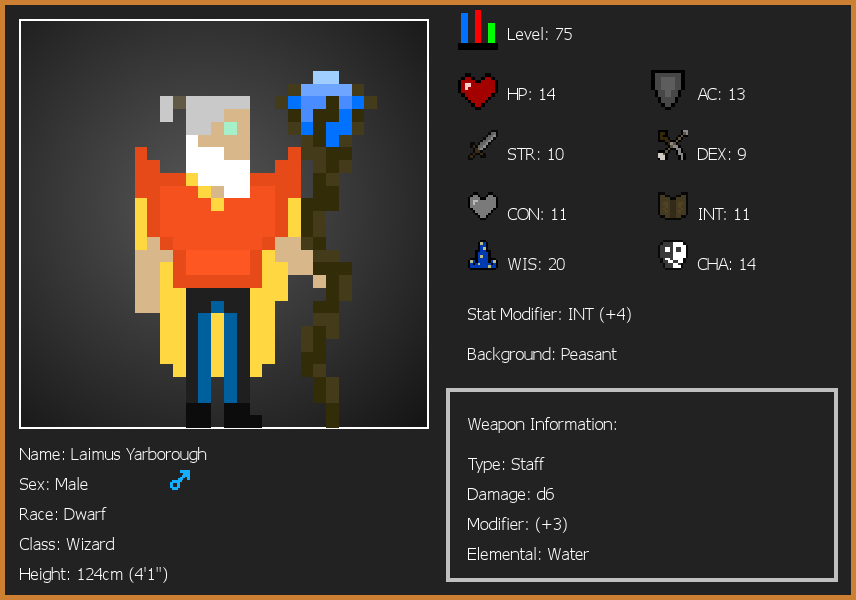 Level: 75
HP: 14
AC: 13
STR: 10
DEX: 9
CON: 11
INT: 11
WIS: 20
CHA: 14
Stat Modifier: INT (+4)
Background: Peasant
Weapon Information:
Type: Staff
Damage: d6
Modifier: (+3)
Elemental: Water
Name: Laimus Yarborough
Sex: Male
Race: Dwarf
Class: Wizard
Height: 124cm (4'1")